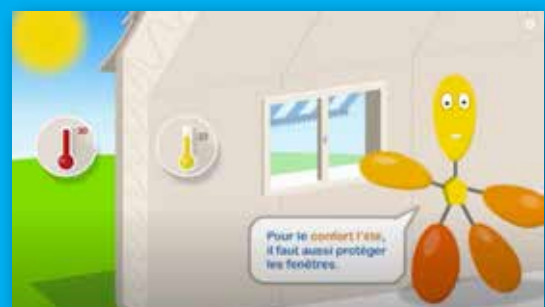 Pour le confort l'été,
il faut aussi protéger
les fenêtres.